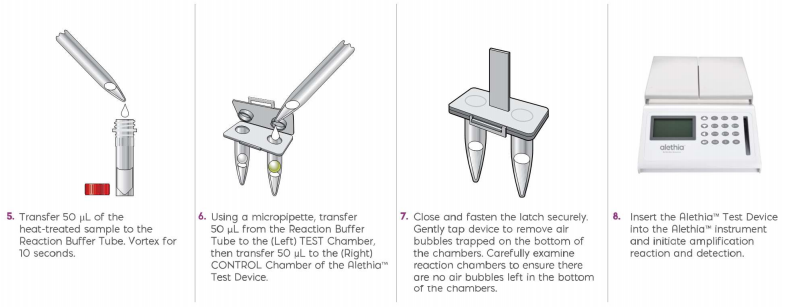 5. Transfer 50 µL of the
heat-treated sample to the
Reaction Buffer Tube. Vortex for
10 seconds.
6. Using a micropipette, transfer
50 µL from the Reaction Buffer
Tube to the (Left) TEST Chamber,
then transfer 50 µL to the (Right)
CONTROL Chamber of the Alethia™
Test Device.
7. Close and fasten the latch securely.
Gently tap device to remove air
bubbles trapped on the bottom of
the chambers. Carefully examine
reaction chambers to ensure there
are no air bubbles left in the bottom
of the chambers.
alethia
8. Insert the Alethia™ Test Device
into the Alethia™ instrument
and initiate amplification
reaction and detection.